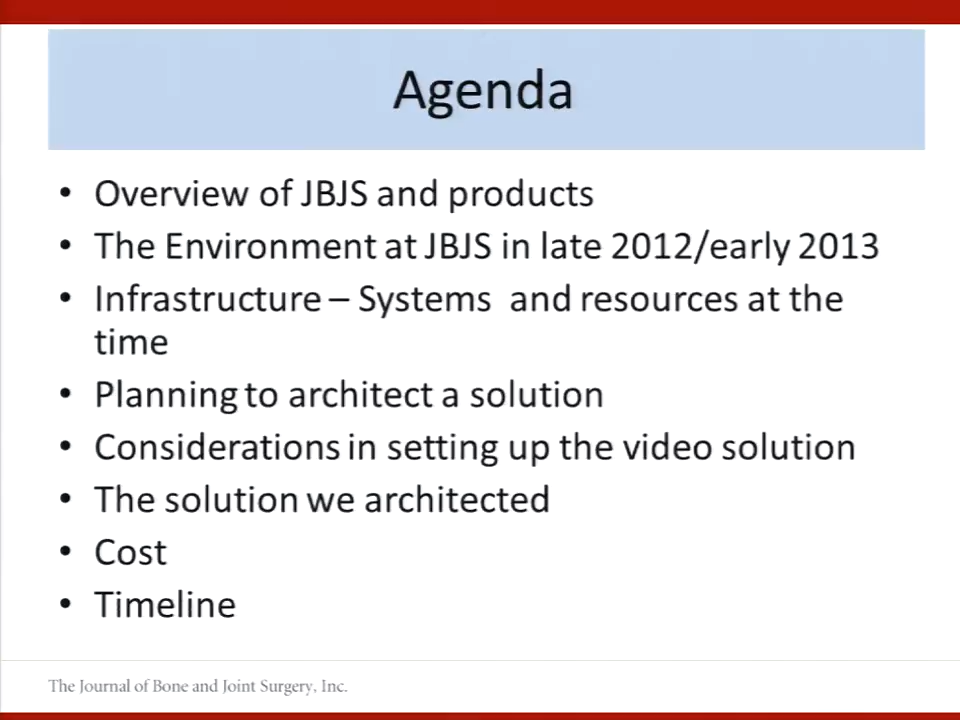 Agenda
• Overview of JBJS and products
• The Environment at JBJS in late 2012/early 2013
• Infrastructure – Systems and resources at the
time
• Planning to architect a solution
• Considerations in setting up the video solution
• The solution we architected
• Cost
• Timeline
The Journal of Bone and Joint Surgery, Inc.